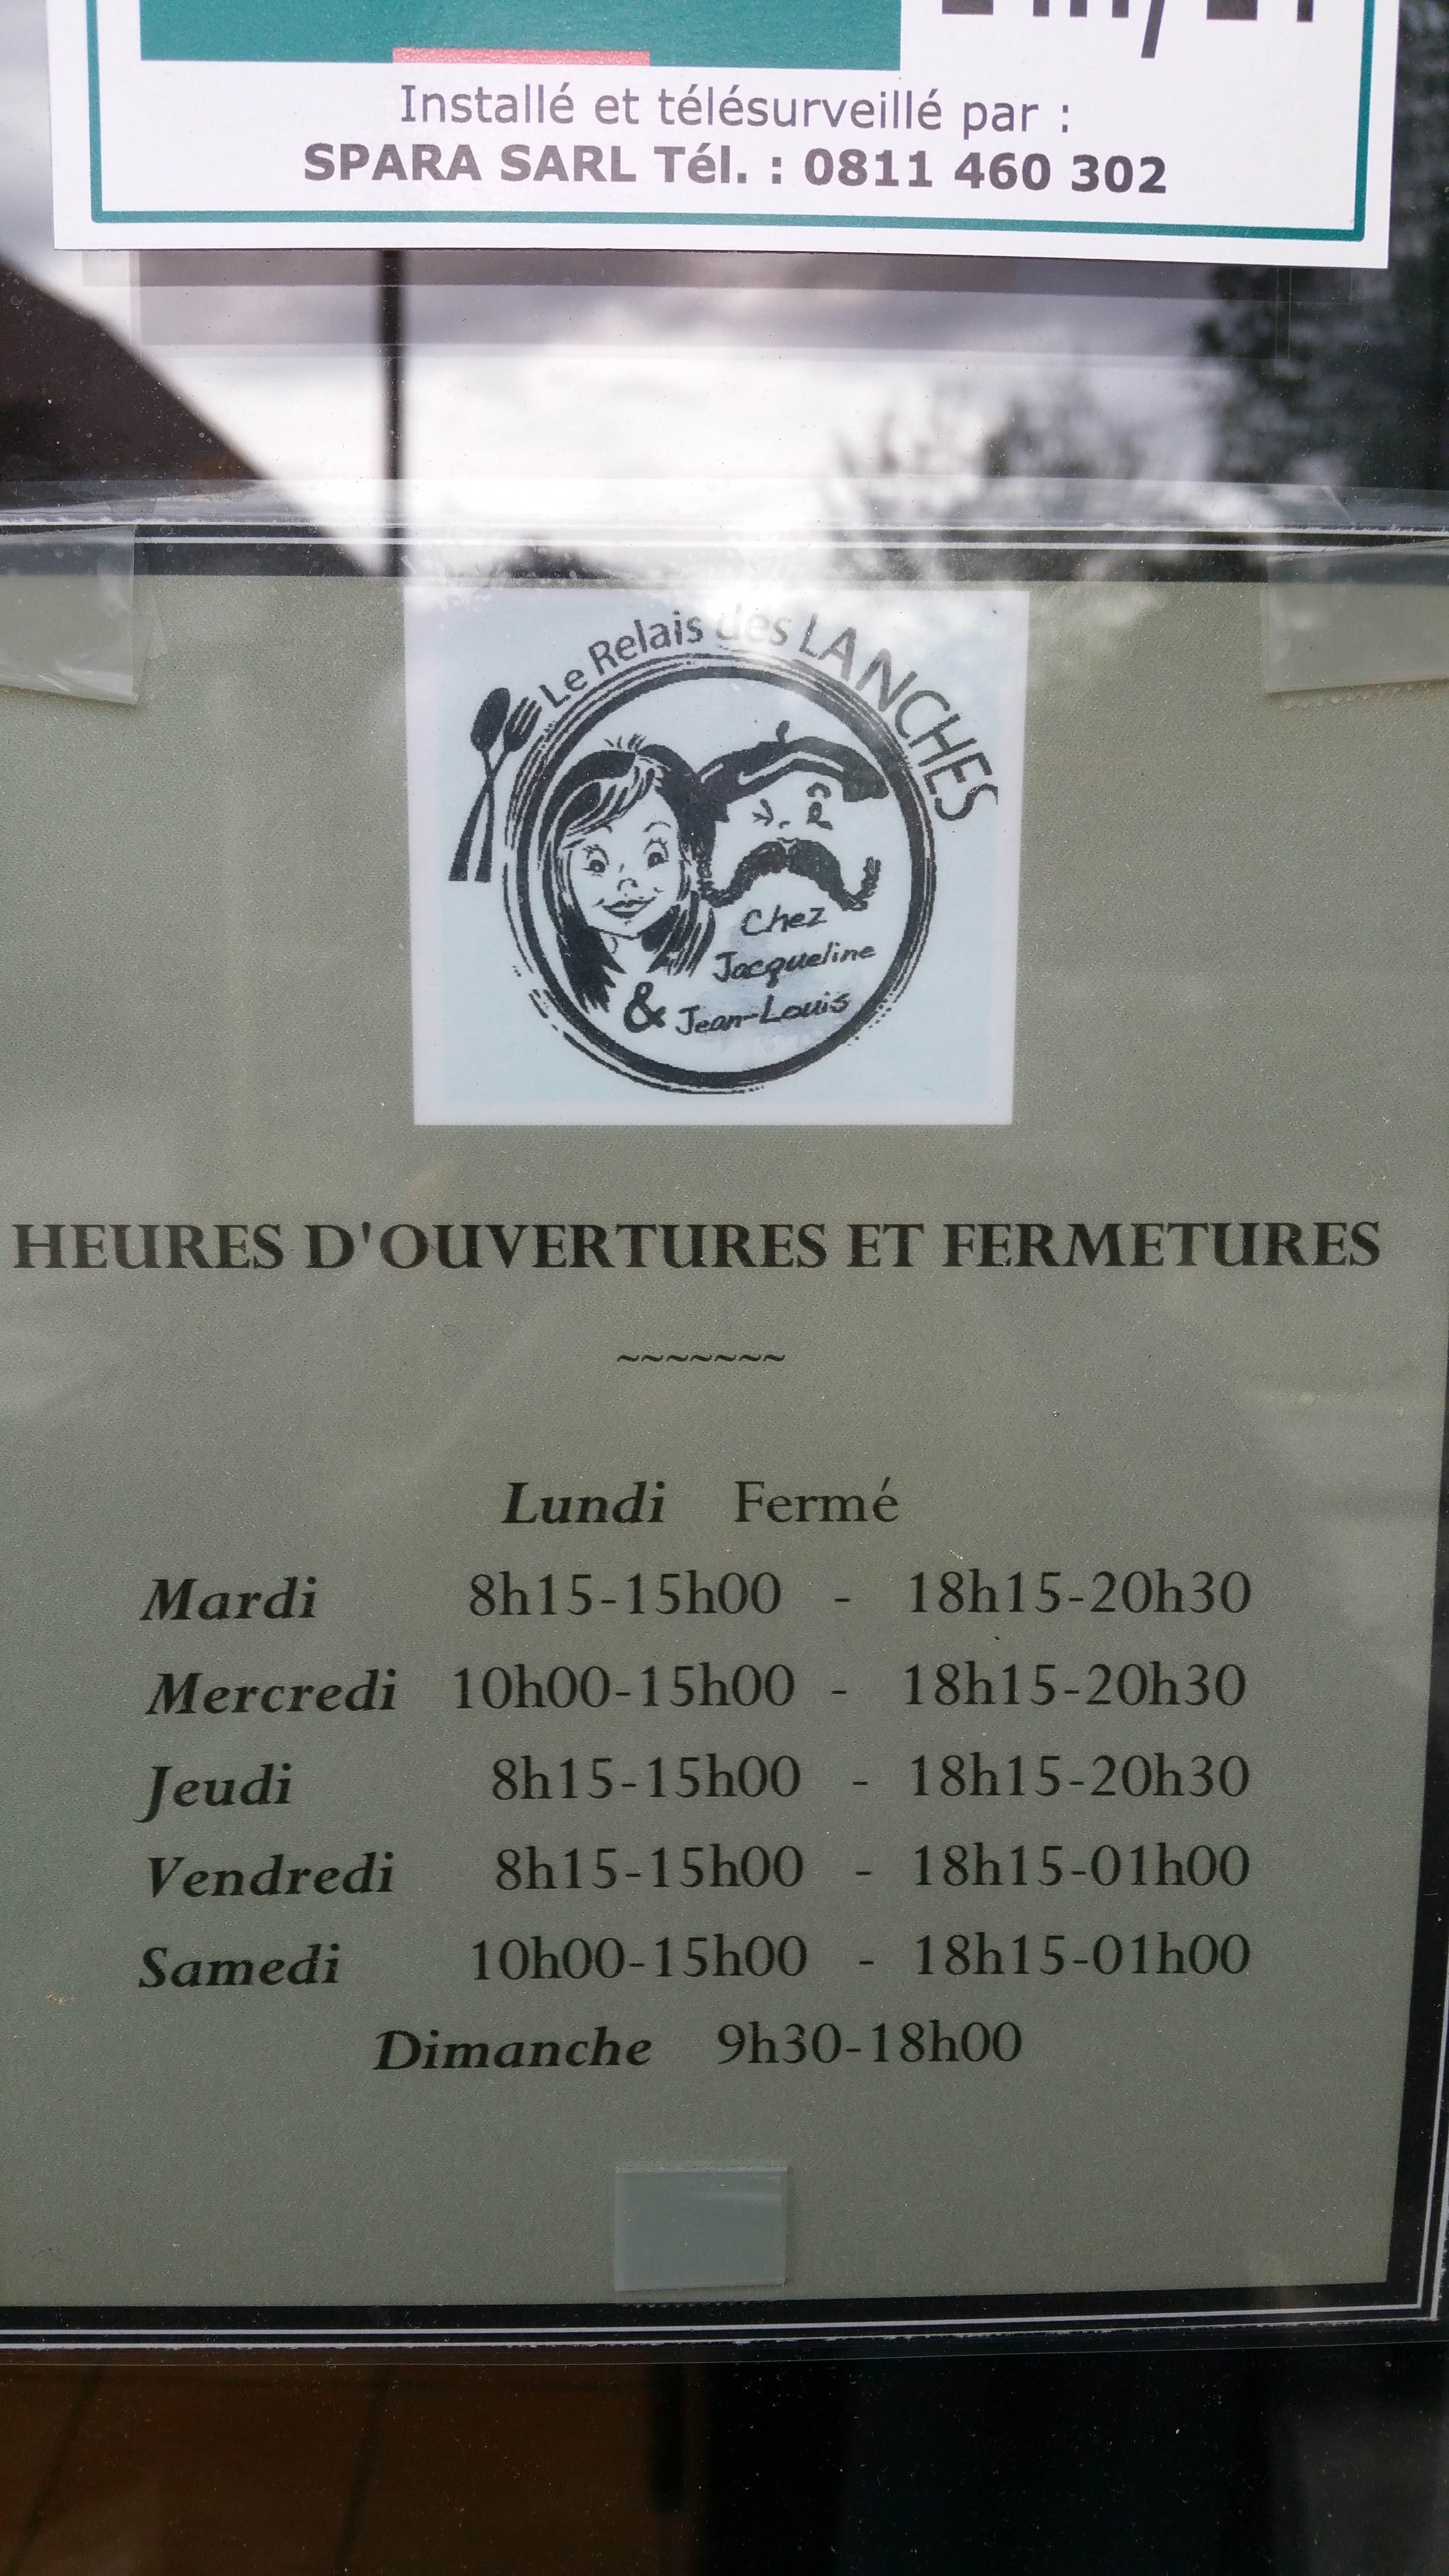 Installé et télésurveillé par :
SPARA SARL Tél. : 0811 460 302
Le Relais des LANCHES
Chez
Jacqueline
& Jean-Louis
HEURES D'OUVERTURES ET FERMETURES
~~~~~~~
Lundi Fermé
Mardi 8h15-15h00 - 18h15-20h30
Mercredi 10h00-15h00 - 18h15-20h30
Jeudi 8h15-15h00 - 18h15-20h30
Vendredi 8h15-15h00 - 18h15-01h00
Samedi 10h00-15h00 - 18h15-01h00
Dimanche 9h30-18h00